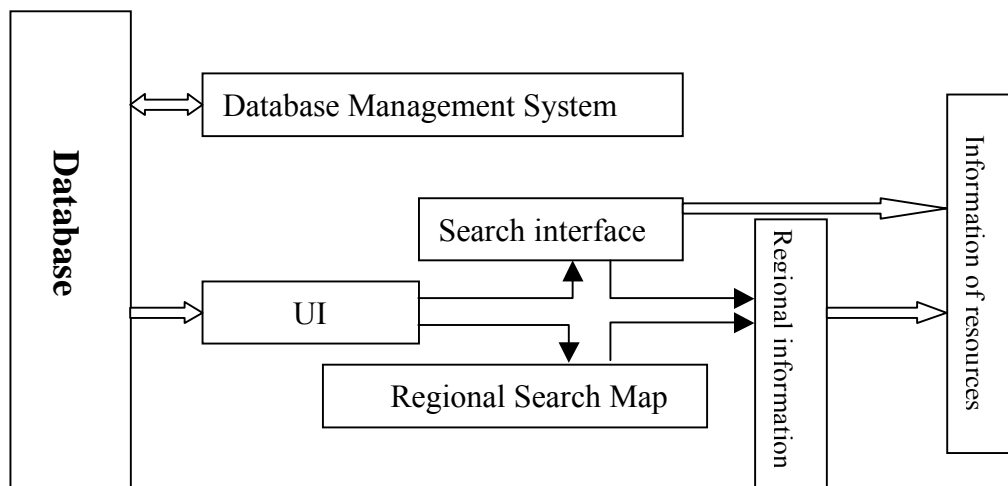 Database
Database Management System
Search interface
UI
Regional Search Map
Regional information
Information of resources